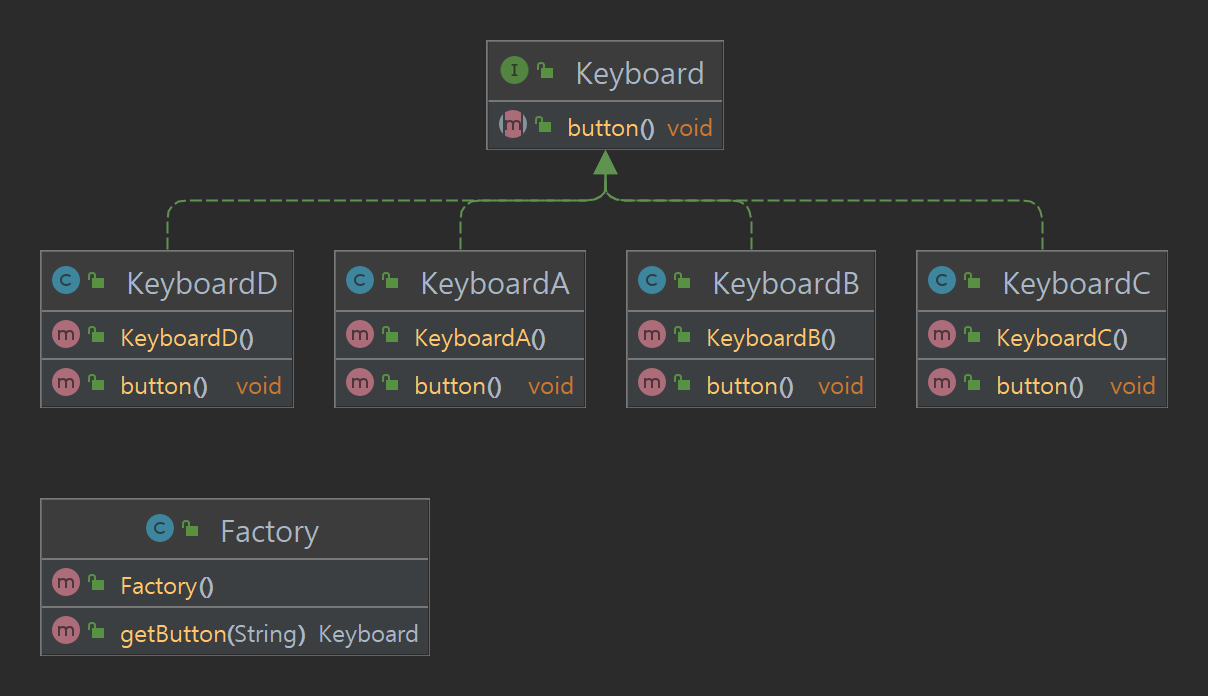 I Keyboard
m button() void
C KeyboardD
m KeyboardD()
m button() void
C KeyboardA
m KeyboardA()
m button() void
C KeyboardB
m KeyboardB()
m button() void
C KeyboardC
m KeyboardC()
m button() void
C Factory
m Factory()
m getButton(String) Keyboard